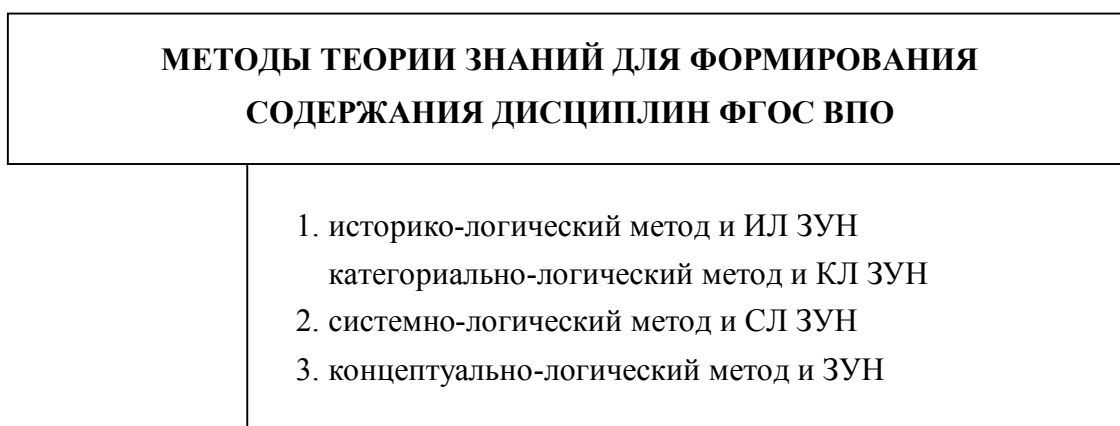 МЕТОДЫ ТЕОРИИ ЗНАНИЙ ДЛЯ ФОРМИРОВАНИЯ
СОДЕРЖАНИЯ ДИСЦИПЛИН ФГОС ВПО
1. историко-логический метод и ИЛ ЗУН
категориально-логический метод и КЛ ЗУН
2. системно-логический метод и СЛ ЗУН
3. концептуально-логический метод и ЗУН